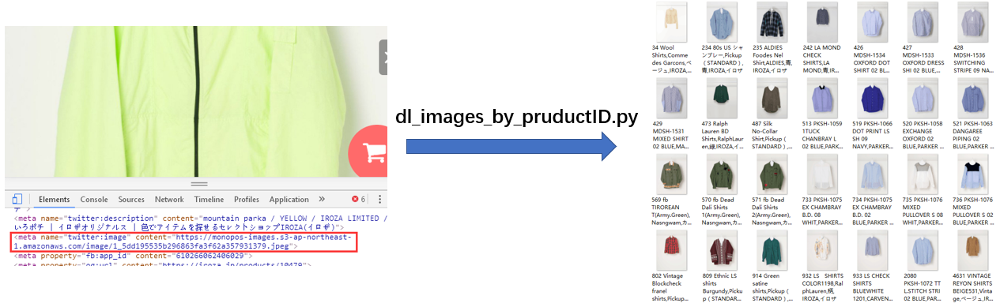 Elements Console Sources Network Timeline Profiles Application » 6
<meta name="twitter:description" content="mountain parka / YELLOW / IROZA LIMITED /
いろポチ | イロザオリジナルス | 色でアイテムを探せるセレクトショップIROZA(イロザ)">
<meta name="twitter:image" content="https://monopos-images.s3-ap-northeast-
1.amazonaws.com/image/1_5dd195535b296863fa3f62a357931379.jpeg">
<meta property="fb:app_id" content="610266062406029">
<meta property="og:url" content="https://iroza.jp/products/10479">
dl_images_by_pruductID.py
34 Wool
Shirts,Comme
des Garcons,ベ
ージュ,IROZA,...
234 80s US シャ
ンブレー,Pickup
( STANDARD ) ,
青,IROZA,イロザ
235 ALDIES
Foodes Nel
Shirt,ALDIES,青,
IROZA,イロザ
242 LA MOND
CHECK
SHIRTS,LA
MOND,青,IR...
426
MDSH-1534
OXFORD DOT
SHIRT 02 BL...
427
MDSH-1533
OXFORD DRESS
SHI 02 BLUE,...
428
MDSH-1536
SWITCHING
STRIPE 09 NA...
429
MDSH-1531
MIXED SHIRT
02 BLUE,MA...
473 Ralph
Lauren BD
Shirts,RalphLau
ren,緑,IROZA,イ...
487 Silk
No-Collar
Shirt,Pickup
( STANDARD ) ,...
513 PKSH-1059
1TUCK
CHANBRAY L
02 BLUE,PARK...
519 PKSH-1066
DOT PRINT LS
SH 09
NAVY,PARKER...
520 PKSH-1058
EXCHANGE
OXFORD 02
BLUE,PARKER...
521 PKSH-1063
DANGAREE
PIPING 02
BLUE,PARKER...
569 fb
TIROREAN
T(Army.Green),
Nasngwam,カ...
570 fb Dead
Dali Shirts
1(Army.Green),
Nasngwam,カ...
571 fb Dead
Dali Shirts
2(Army.Green),
Nasngwam,カ...
733 PKSH-1075
EX CHAMBRAY
B.D. 08
WHIT,PARKER...
734 PKSH-1075
EX CHAMBRAY
B.D. 02
BLUE,PARKER...
735 PKSH-1076
MIXED
PULLOVER S 08
WHIT,PARKER...
736 PKSH-1076
MIXED
PULLOVER S 02
BLUE,PARKER...
802 Vintage
Blockcheck
franel
shirts,Pickup...
809 Ethnic LS
shirts
Burgundy,Picku
p ( STANDARD...
914 Green
satine
shirts,Pickup
( STANDARD ) ,...
932 LS SHIRTS
COLOR1198,Ral
phLauren,桃,
IROZA,イロザ
933 LS CHECK
SHIRTS
BLUEWHITE
1201,CARVEN...
2080
PKSH-1072 TT
L.STITCH STRI
02 BLUE,PAR...
4631 VINTAGE
REYON SHIRTS
BEIGE531,Vinta
ge,ベージュ,IR...